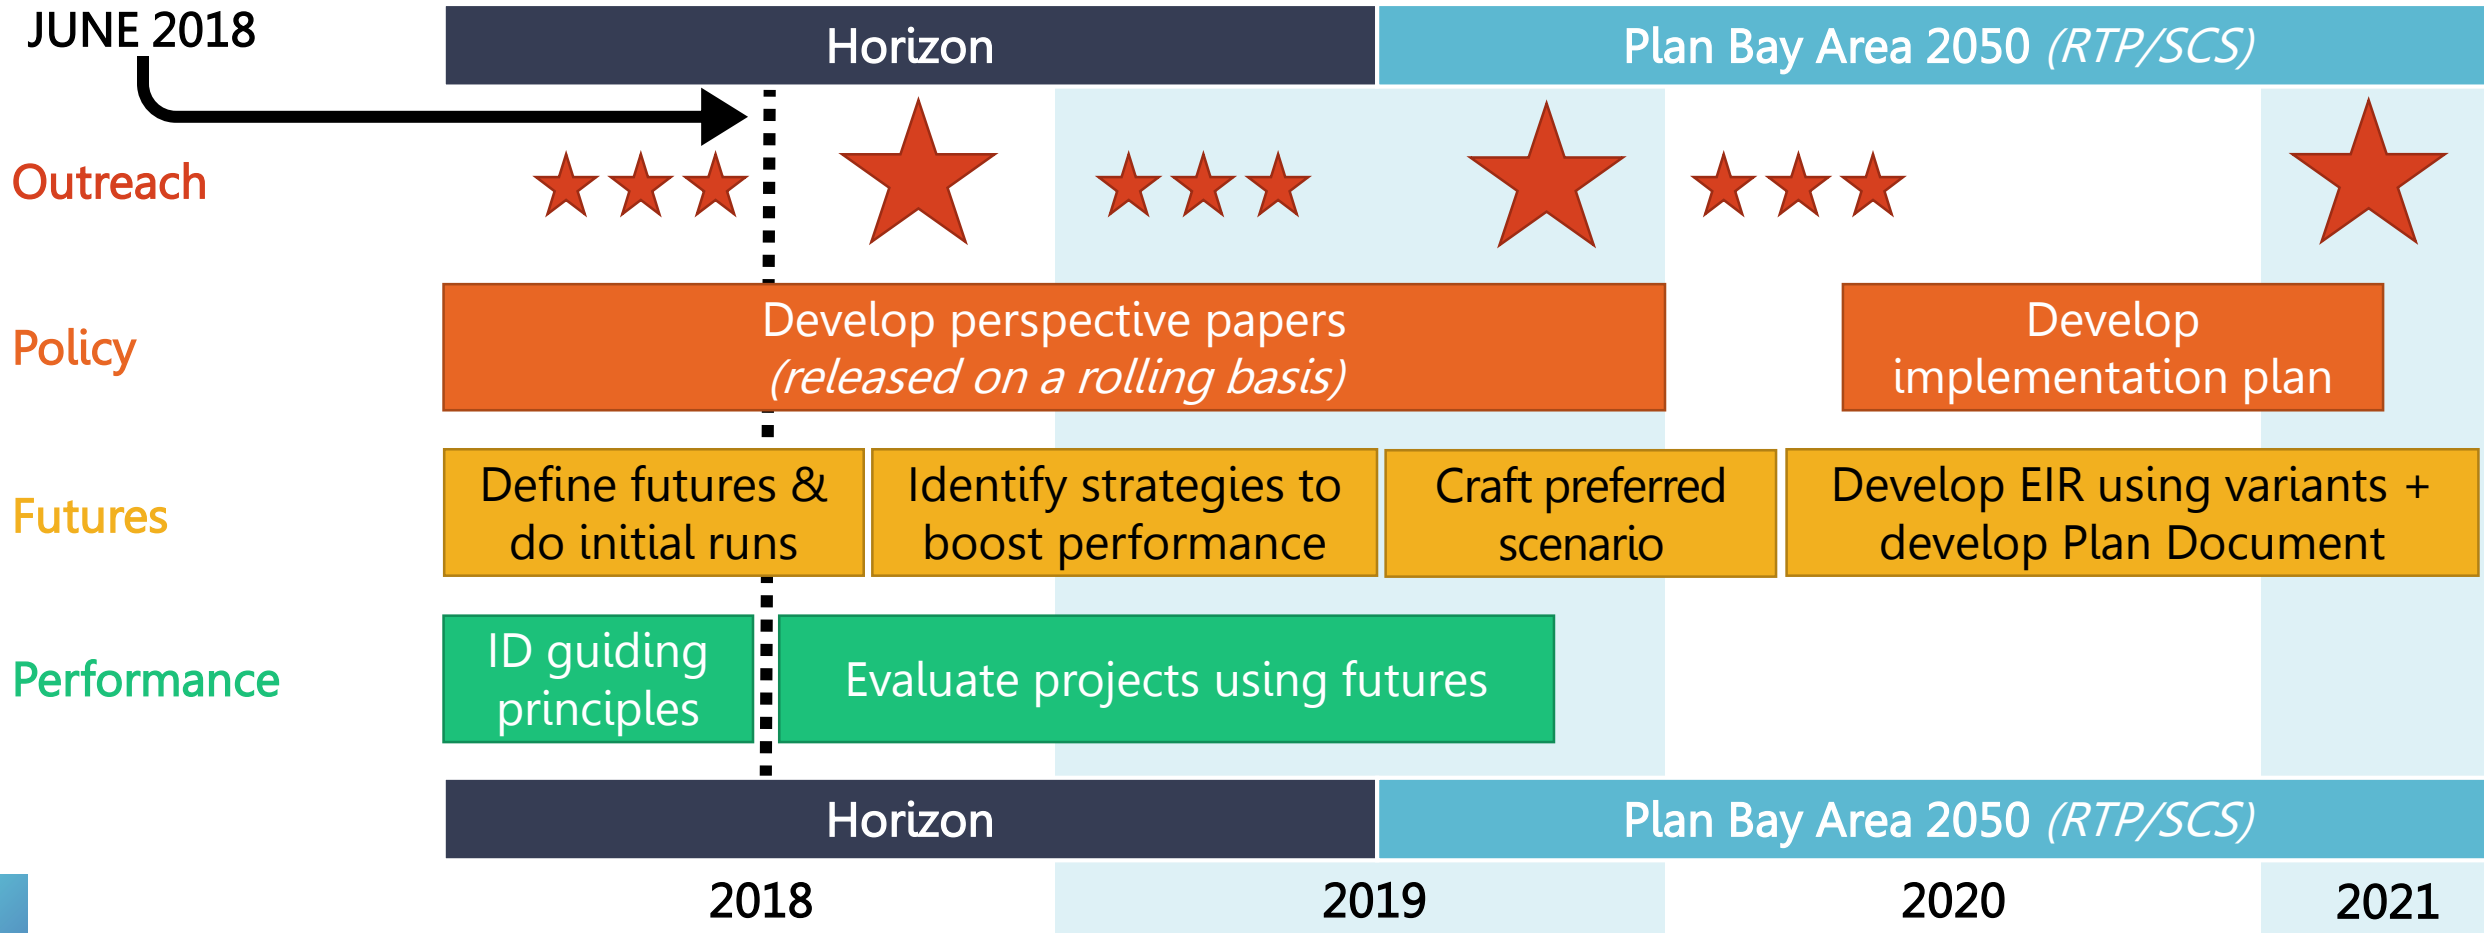 JUNE 2018
Horizon
Plan Bay Area 2050 (RTP/SCS)
Outreach
Policy
Develop perspective papers
(released on a rolling basis)
Develop
implementation plan
Futures
Define futures &
do initial runs
Identify strategies to
boost performance
Craft preferred
scenario
Develop EIR using variants +
develop Plan Document
Performance
ID guiding
principles
Evaluate projects using futures
Horizon
Plan Bay Area 2050 (RTP/SCS)
2018
2019
2020
2021